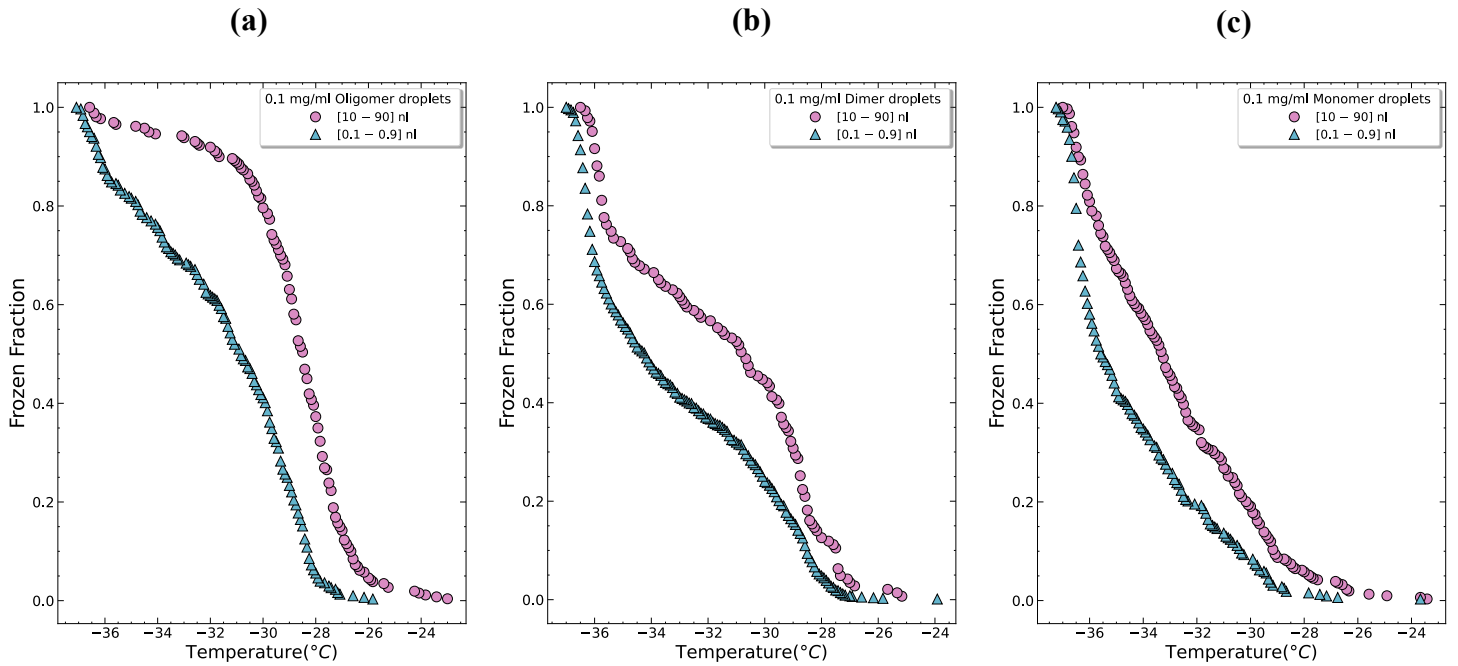 (a)
(b)
(c)
0.1 mg/ml Oligomer droplets
[10 − 90] nl
[0.1 − 0.9] nl
1.0
0.8
0.6
0.4
0.2
0.0
Frozen Fraction
−36 −34 −32 −30 −28 −26 −24
Temperature(°C)
0.1 mg/ml Dimer droplets
[10 − 90] nl
[0.1 − 0.9] nl
1.0
0.8
0.6
0.4
0.2
0.0
Frozen Fraction
−36 −34 −32 −30 −28 −26 −24
Temperature(°C)
0.1 mg/ml Monomer droplets
[10 − 90] nl
[0.1 − 0.9] nl
1.0
0.8
0.6
0.4
0.2
0.0
Frozen Fraction
−36 −34 −32 −30 −28 −26 −24
Temperature(°C)